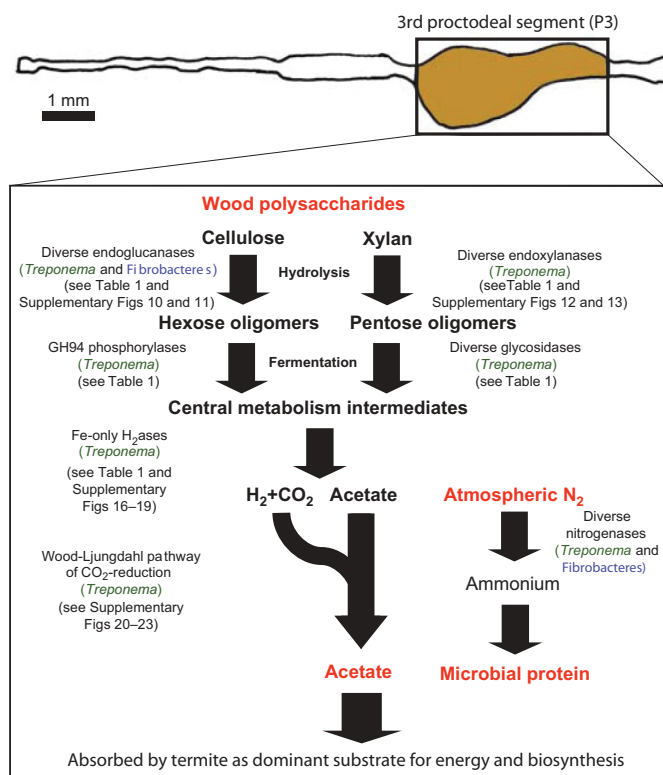 3rd proctodeal segment (P3)
1 mm
Wood polysaccharides
Cellulose
Xylan
Diverse endoglucanases
(Treponema and Fibrobacteres)
(see Table 1 and
Supplementary Figs 10 and 11)
Hydrolysis
Diverse endoxylanases
(Treponema)
(seeTable 1 and
Supplementary Figs 12 and 13)
Hexose oligomers
Pentose oligomers
GH94 phosphorylases
(Treponema)
(see Table 1)
Fermentation
Diverse glycosidases
(Treponema)
(see Table 1)
Central metabolism intermediates
Fe-only H₂ases
(Treponema)
(see Table 1 and
Supplementary
Figs 16–19)
H₂+CO₂
Acetate
Atmospheric N₂
Diverse
nitrogenases
(Treponema and
Fibrobacteres)
Wood-Ljungdahl pathway
of CO₂-reduction
(Treponema)
(see Supplementary
Figs 20–23)
Ammonium
Acetate
Microbial protein
Absorbed by termite as dominant substrate for energy and biosynthesis